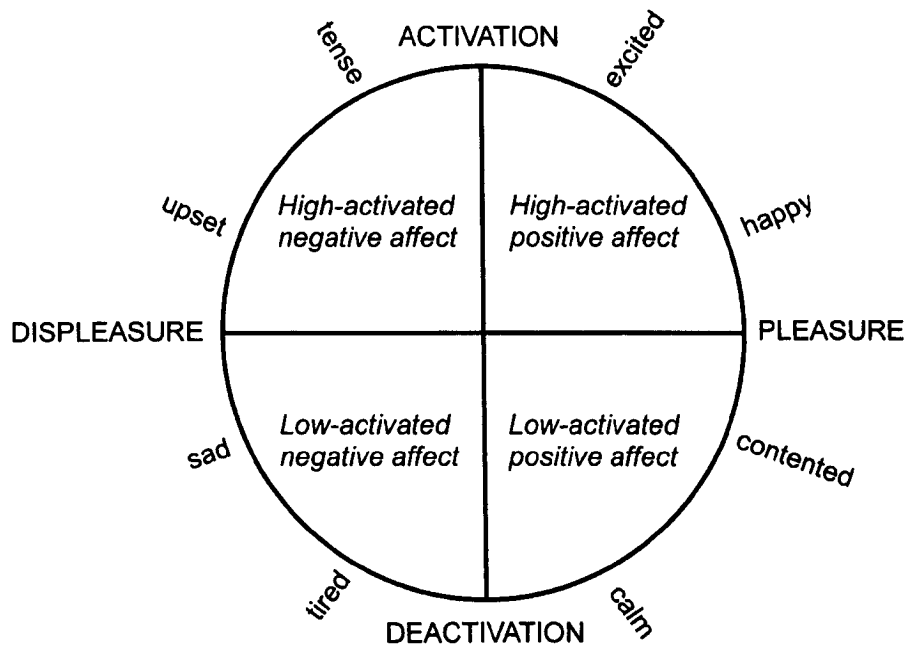 ACTIVATION
tense
excited
upset
High-activated
negative affect
High-activated
positive affect
happy
DISPLEASURE
PLEASURE
sad
Low-activated
negative affect
Low-activated
positive affect
contented
tired
calm
DEACTIVATION